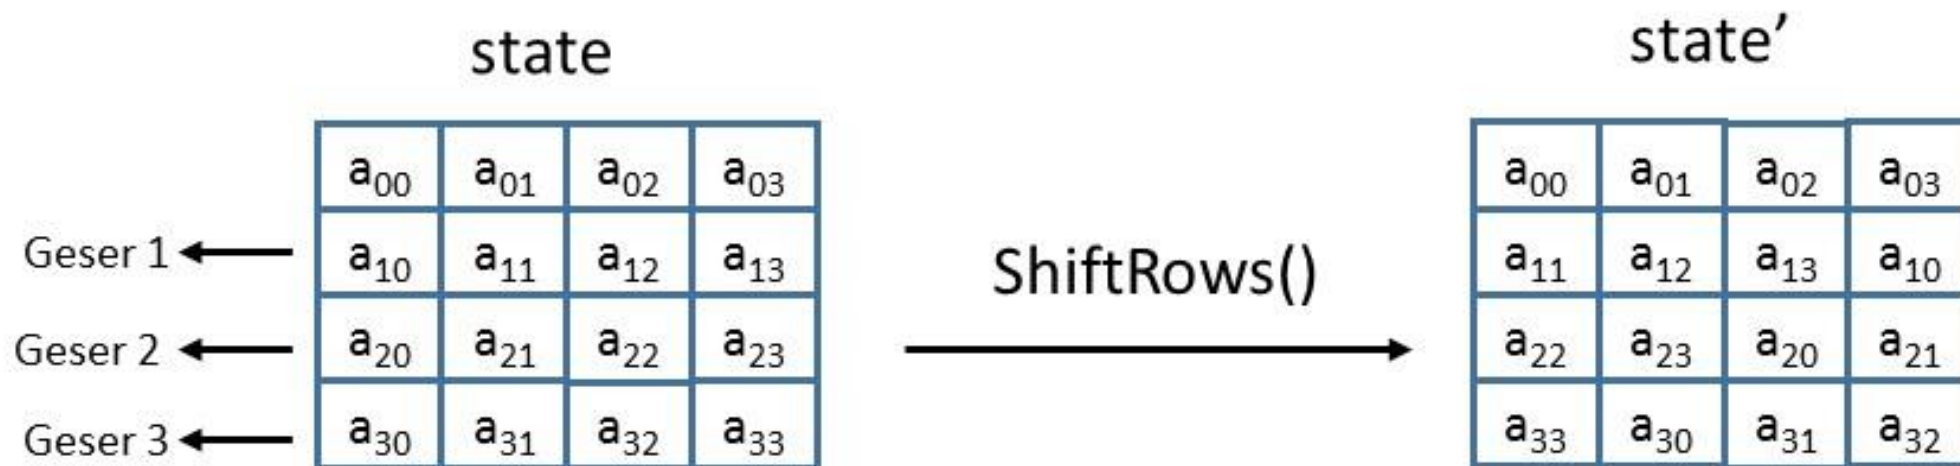 state
state’
a₀₀ a₀₁ a₀₂ a₀₃
Geser 1 a₁₀ a₁₁ a₁₂ a₁₃
Geser 2 a₂₀ a₂₁ a₂₂ a₂₃
Geser 3 a₃₀ a₃₁ a₃₂ a₃₃
ShiftRows()
a₀₀ a₀₁ a₀₂ a₀₃
a₁₁ a₁₂ a₁₃ a₁₀
a₂₂ a₂₃ a₂₀ a₂₁
a₃₃ a₃₀ a₃₁ a₃₂